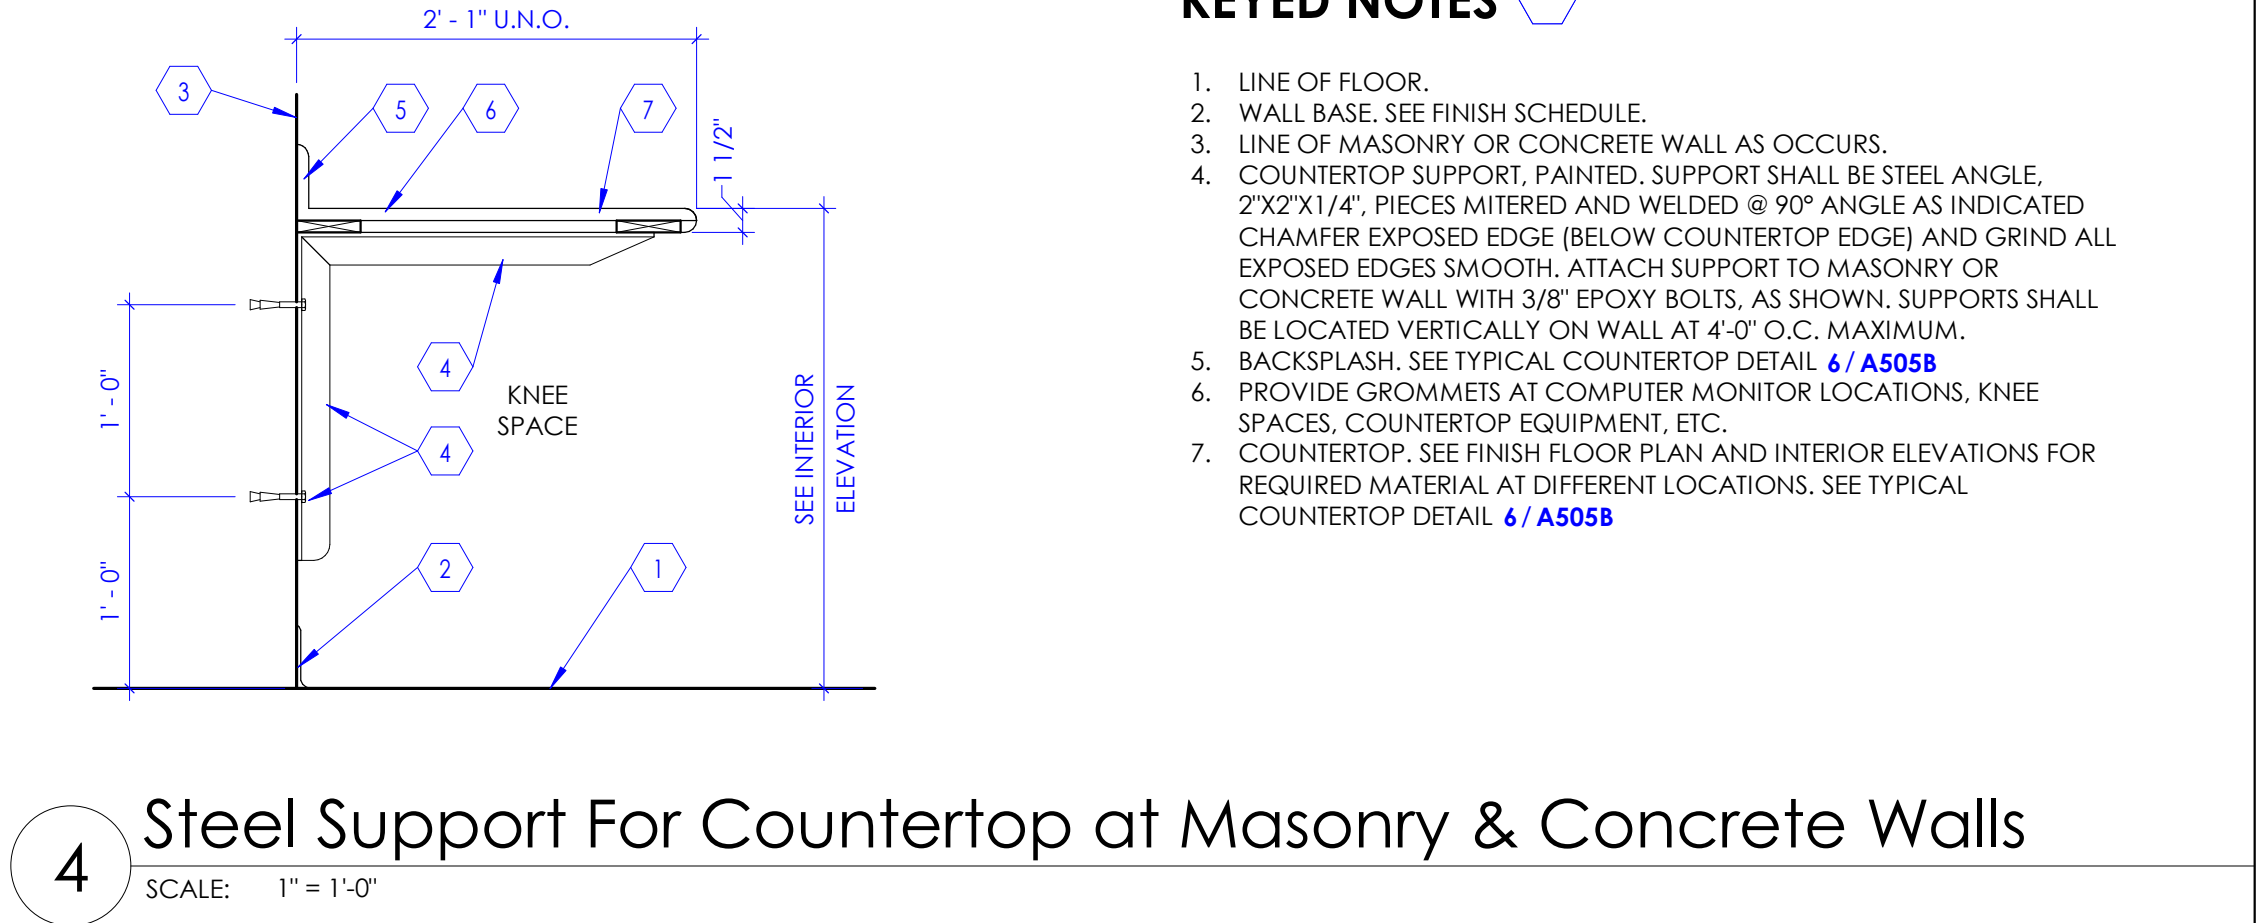 2' - 1" U.N.O.
3
5
6
7
1 1/2"
4
KNEE
SPACE
4
1' - 0"
SEE INTERIOR
ELEVATION
2
1
1' - 0"
KEYED NOTES
1. LINE OF FLOOR.
2. WALL BASE. SEE FINISH SCHEDULE.
3. LINE OF MASONRY OR CONCRETE WALL AS OCCURS.
4. COUNTERTOP SUPPORT, PAINTED. SUPPORT SHALL BE STEEL ANGLE,
2"X2"X1/4", PIECES MITERED AND WELDED @ 90° ANGLE AS INDICATED
CHAMFER EXPOSED EDGE (BELOW COUNTERTOP EDGE) AND GRIND ALL
EXPOSED EDGES SMOOTH. ATTACH SUPPORT TO MASONRY OR
CONCRETE WALL WITH 3/8" EPOXY BOLTS, AS SHOWN. SUPPORTS SHALL
BE LOCATED VERTICALLY ON WALL AT 4'-0" O.C. MAXIMUM.
5. BACKSPLASH. SEE TYPICAL COUNTERTOP DETAIL 6 / A505B
6. PROVIDE GROMMETS AT COMPUTER MONITOR LOCATIONS, KNEE
SPACES, COUNTERTOP EQUIPMENT, ETC.
7. COUNTERTOP. SEE FINISH FLOOR PLAN AND INTERIOR ELEVATIONS FOR
REQUIRED MATERIAL AT DIFFERENT LOCATIONS. SEE TYPICAL
COUNTERTOP DETAIL 6 / A505B
4
Steel Support For Countertop at Masonry & Concrete Walls
SCALE: 1" = 1'-0"